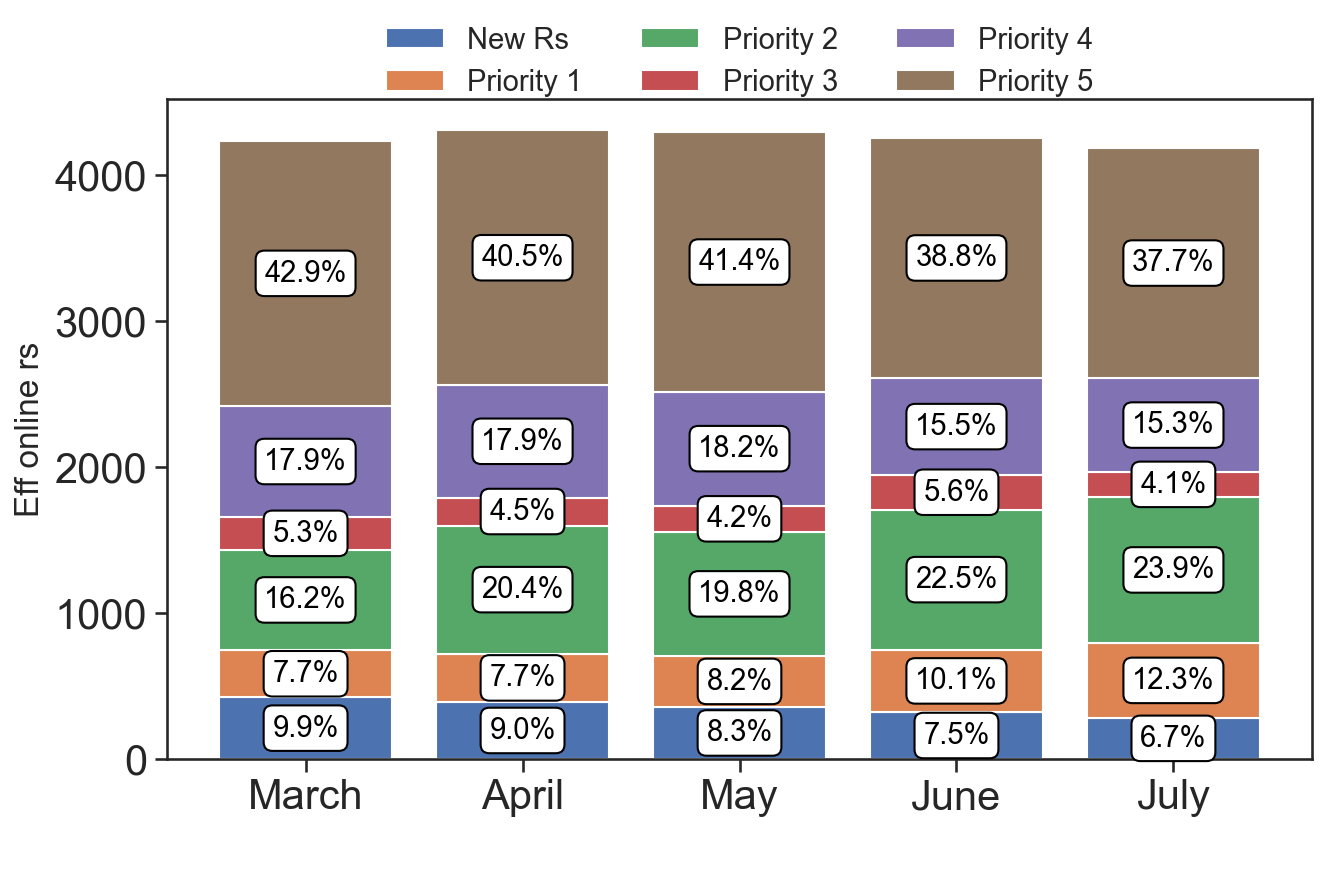 New Rs Priority 2 Priority 4
Priority 1 Priority 3 Priority 5
Eff online rs
4000
3000
2000
1000
0
42.9% 40.5% 41.4% 38.8% 37.7%
17.9% 17.9% 18.2% 15.5% 15.3%
5.3% 4.5% 4.2% 5.6% 4.1%
16.2% 20.4% 19.8% 22.5% 23.9%
7.7% 7.7% 8.2% 10.1% 12.3%
9.9% 9.0% 8.3% 7.5% 6.7%
March April May June July